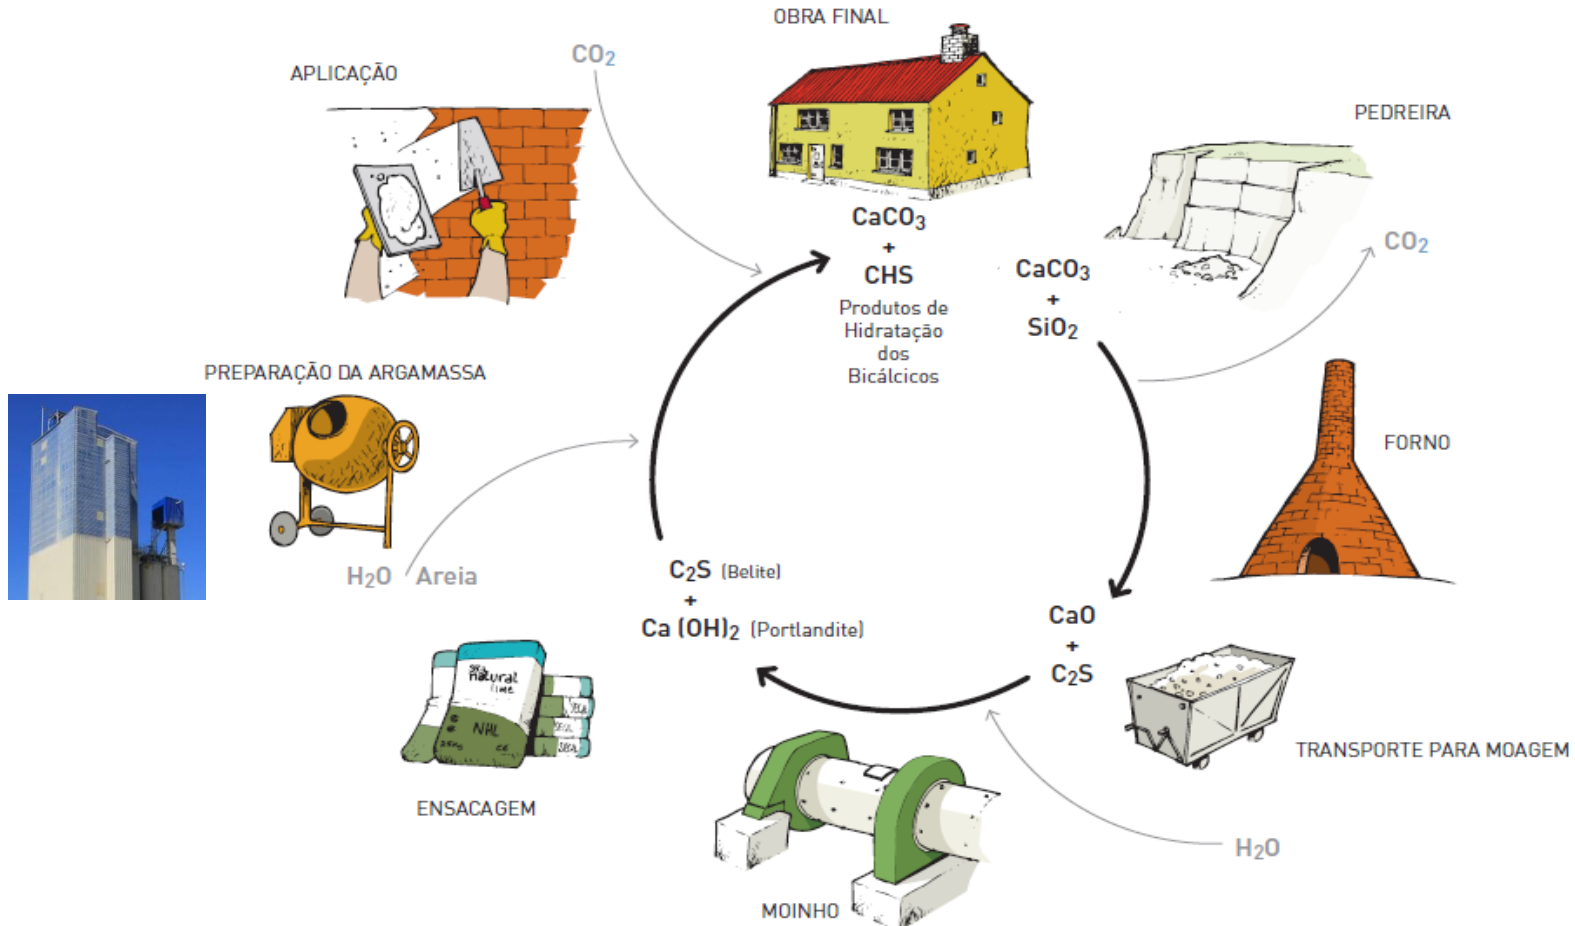 OBRA FINAL
CO2
APLICAÇÃO
PEDREIRA
CaCO3
+
CHS
Produtos de
Hidratação
dos
Bicálcicos
CaCO3
+
SiO2
CO2
PREPARAÇÃO DA ARGAMASSA
FORNO
H2O Areia
C2S (Belite)
+
Ca (OH)2 (Portlandite)
CaO
+
C2S
natural
lime
NHL
25Kg CE
TRANSPORTE PARA MOAGEM
ENSACAGEM
H2O
MOINHO